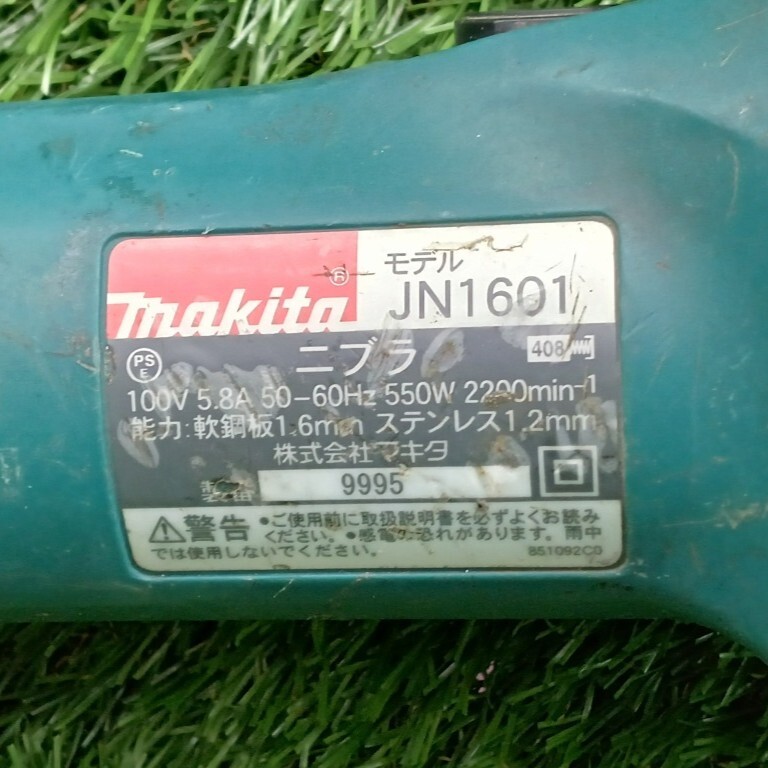 makita®
モデル
JN1601
PS
E
ニブラ
408
100V 5.8A 50-60Hz 550W 2200min-1
能力:軟鋼板1.6mm ステンレス1.2mm
株式会社マキタ
製番 9995
警告 •ご使用前に取扱説明書を必ずよくお読み
ください。•感電の恐れがあります。雨中
では使用しないでください。
851092C0